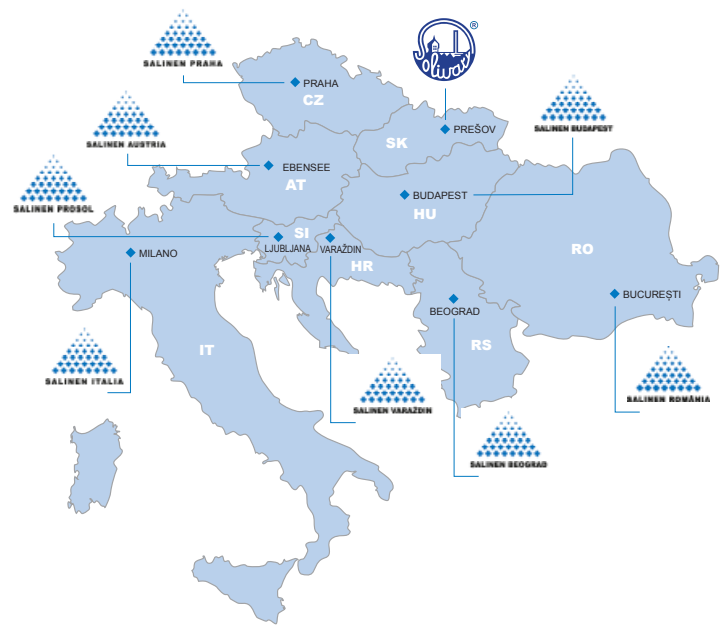 ®
Solivary
SALINEN PRAHA
PRAHA
CZ
SALINEN AUSTRIA
SALINEN BUDAPEST
PREŠOV
SK
EBENSEE
AT
SALINEN PROSOL
BUDAPEST
HU
SI
LJUBLJANA
VARAŽDIN
MILANO
HR
RO
BUCUREȘTI
BEOGRAD
RS
IT
SALINEN ITALIA
SALINEN VARAŽDIN
SALINEN ROMÂNIA
SALINEN BEOGRAD